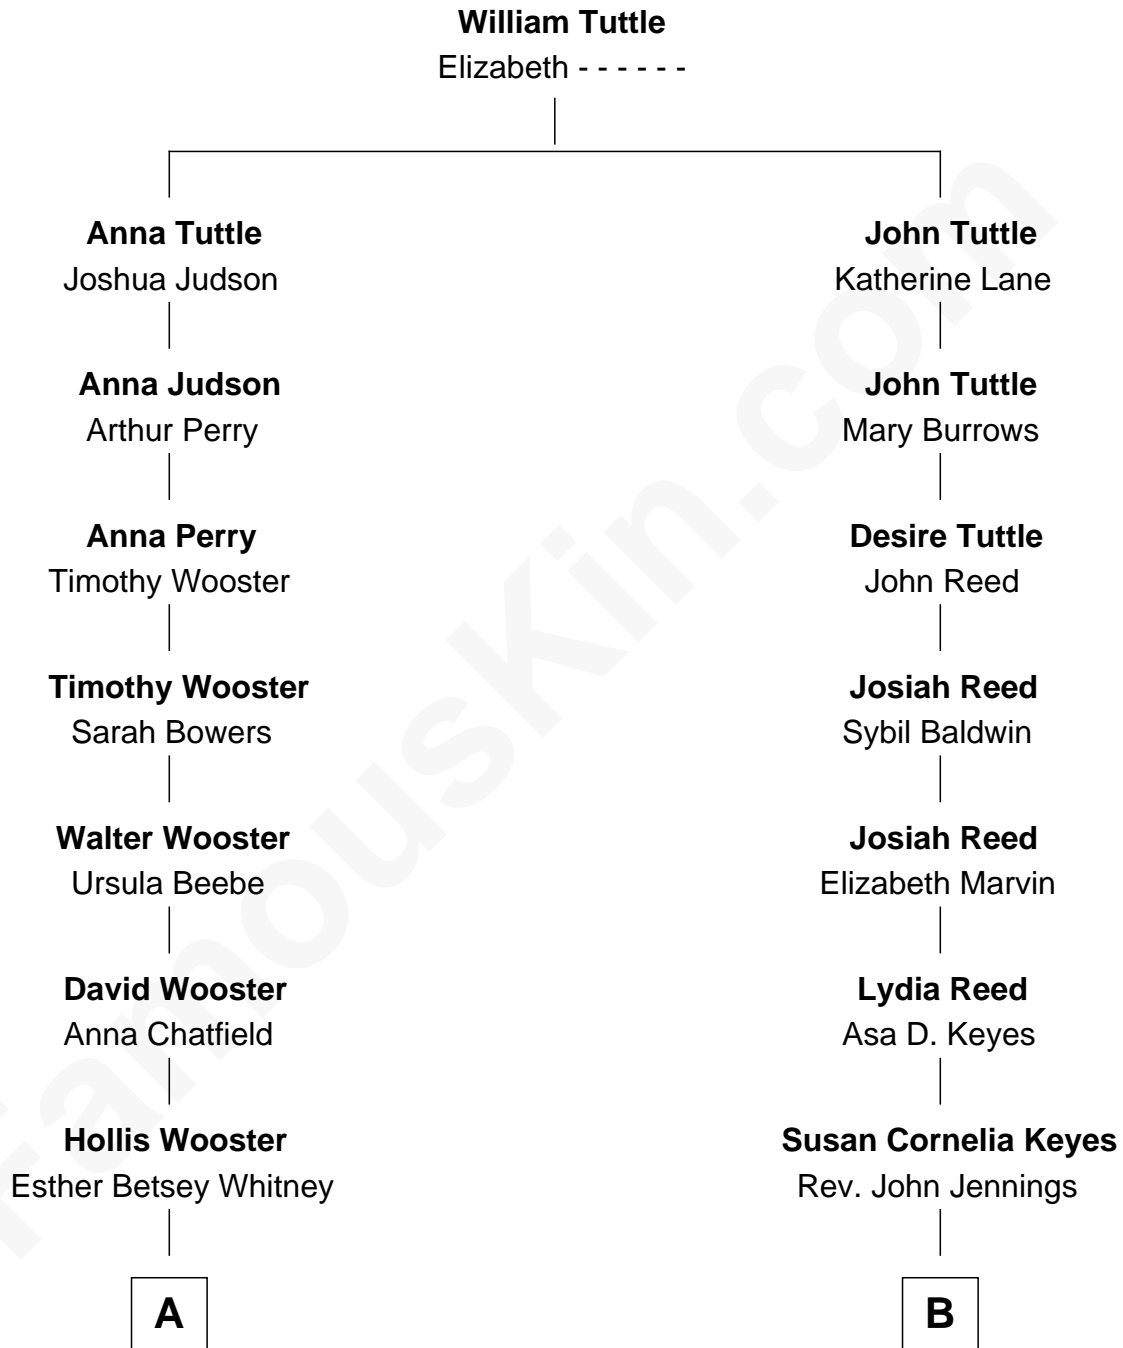 William Tuttle
Elizabeth - - - - - -
Anna Tuttle
Joshua Judson
John Tuttle
Katherine Lane
Anna Judson
Arthur Perry
John Tuttle
Mary Burrows
Anna Perry
Timothy Wooster
Desire Tuttle
John Reed
Timothy Wooster
Sarah Bowers
Josiah Reed
Sybil Baldwin
Walter Wooster
Ursula Beebe
Josiah Reed
Elizabeth Marvin
David Wooster
Anna Chatfield
Lydia Reed
Asa D. Keyes
Hollis Wooster
Esther Betsey Whitney
Susan Cornelia Keyes
Rev. John Jennings
A
B
FamousKin.com